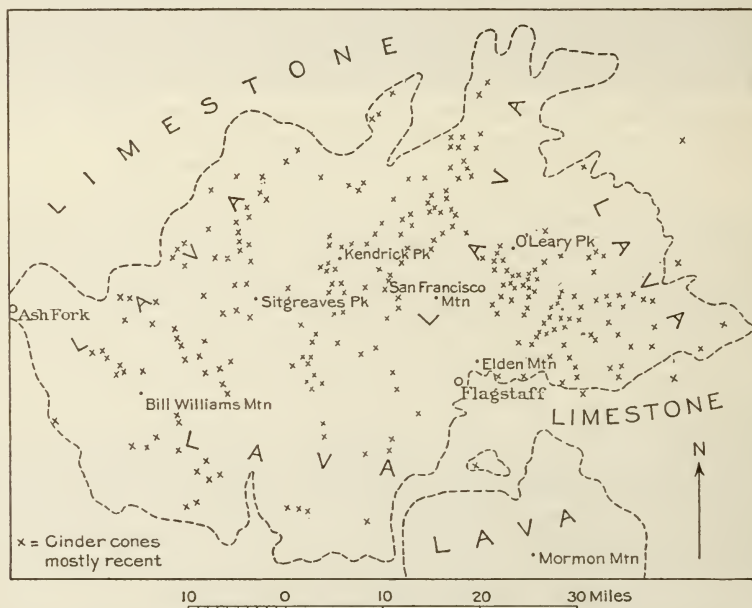 LIMESTONE
LAVA
LAVA
LAVA
O'Leary Pk
Kendrick Pk
San Francisco
Mtn
Sitgreaves Pk
Ash Fork
Elden Mtn
Flagstaff
Bill Williams Mtn
LIMESTONE
LAVA
N
LAVA
x = Cinder cones
mostly recent
Mormon Mtn
10 0 10 20 30 Miles